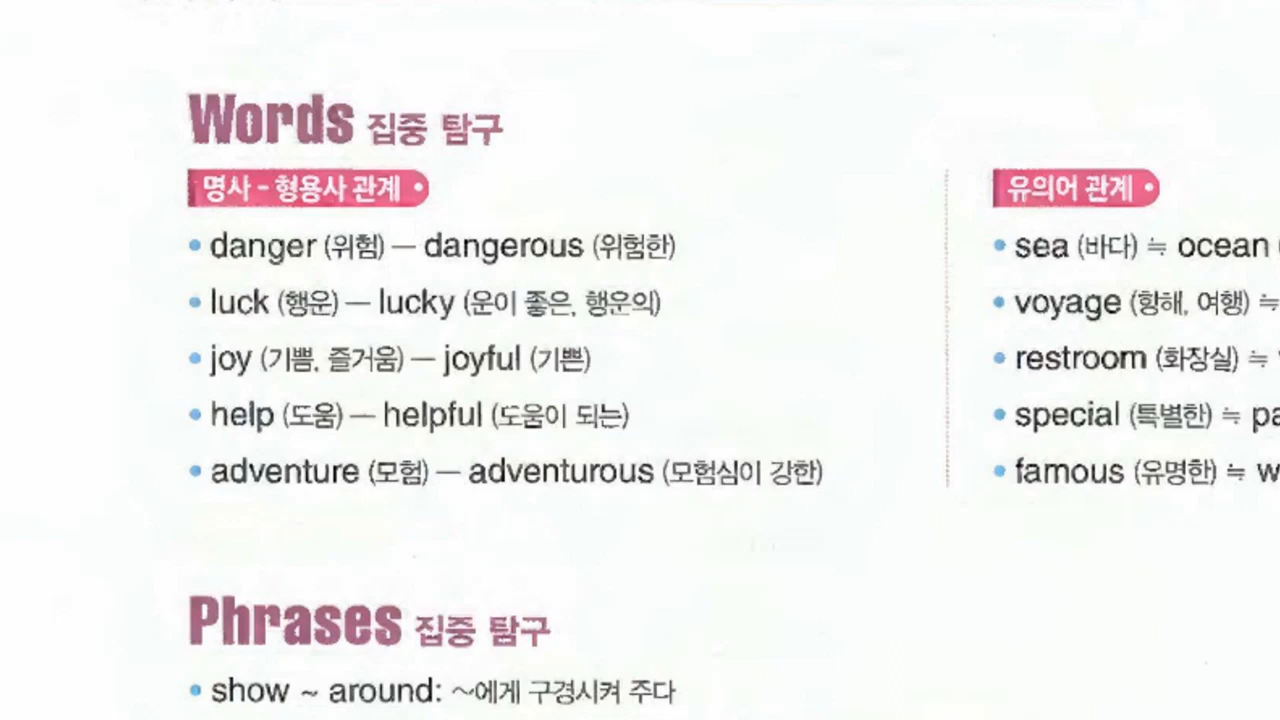 Words 집중 탐구
명사 - 형용사 관계
• danger (위험) — dangerous (위험한)
• luck (행운) — lucky (운이 좋은, 행운의)
• joy (기쁨, 즐거움) — joyful (기쁜)
• help (도움) — helpful (도움이 되는)
• adventure (모험) — adventurous (모험심이 강한)
유의어 관계
• sea (바다) ≒ ocean
• voyage (항해, 여행) ≒
• restroom (화장실) ≒
• special (특별한) ≒ pa
• famous (유명한) ≒ w
Phrases 집중 탐구
• show ~ around: ~에게 구경시켜 주다